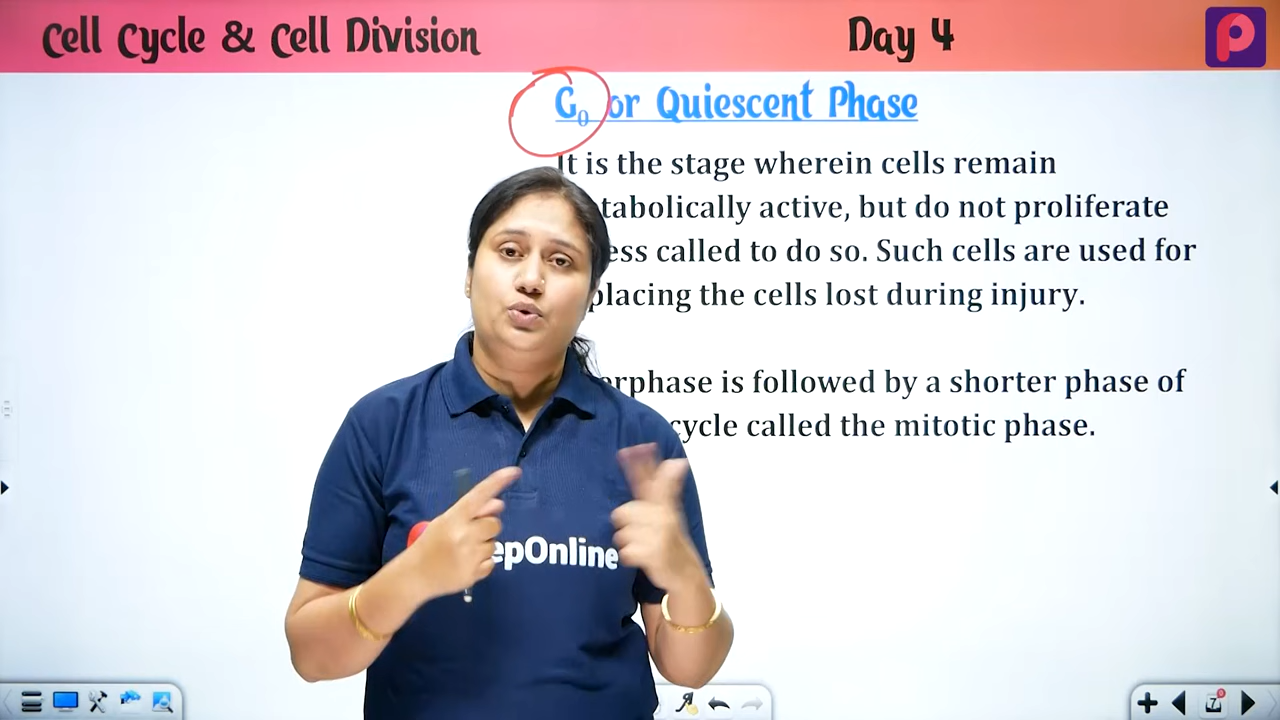 Cell Cycle & Cell Division
Day 4
G₀ or Quiescent Phase
It is the stage wherein cells remain
tabolically active, but do not proliferate
ess called to do so. Such cells are used for
placing the cells lost during injury.
erphase is followed by a shorter phase of
cycle called the mitotic phase.
epOnline